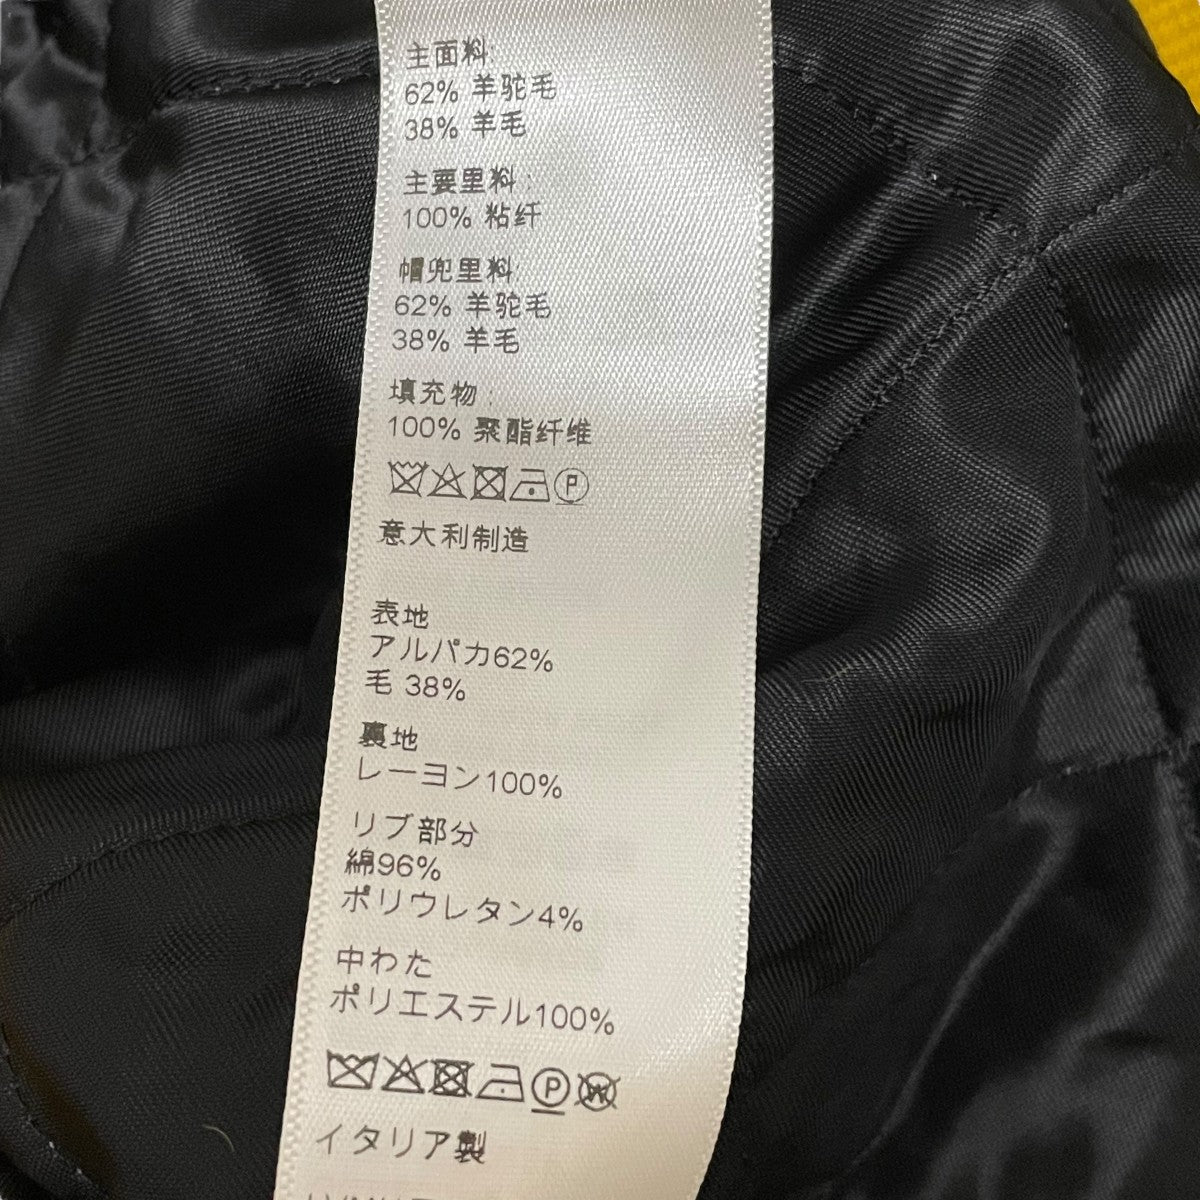 主面料:
62% 羊驼毛
38% 羊毛
主要里料:
100% 粘纤
帽兜里料:
62% 羊驼毛
38% 羊毛
填充物:
100% 聚酯纤维
P
意大利制造
表地
アルパカ62%
毛 38%
裏地
レーヨン100%
リブ部分
綿96%
ポリウレタン4%
中わた
ポリエステル100%
P W
イタリア製